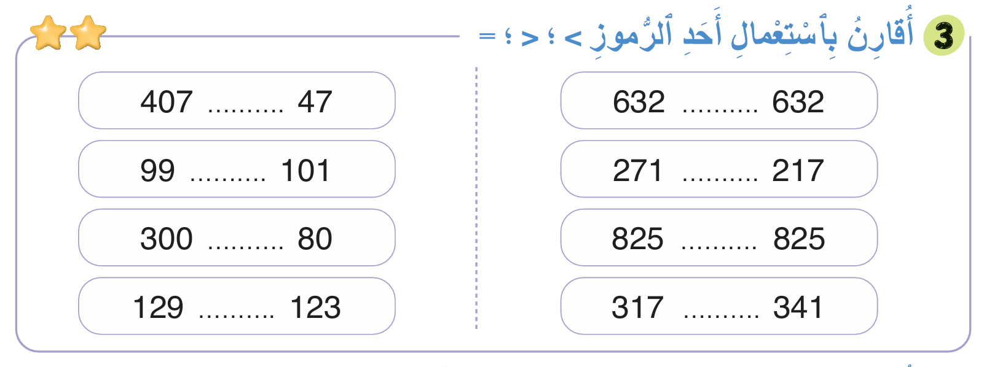 3 أُقارِنُ بِٱسْتِعْمالِ أَحَدِ ٱلرُّموزِ > ؛ < ؛ =
632 .......... 632
271 .......... 217
825 .......... 825
317 .......... 341
407 .......... 47
99 .......... 101
300 .......... 80
129 .......... 123